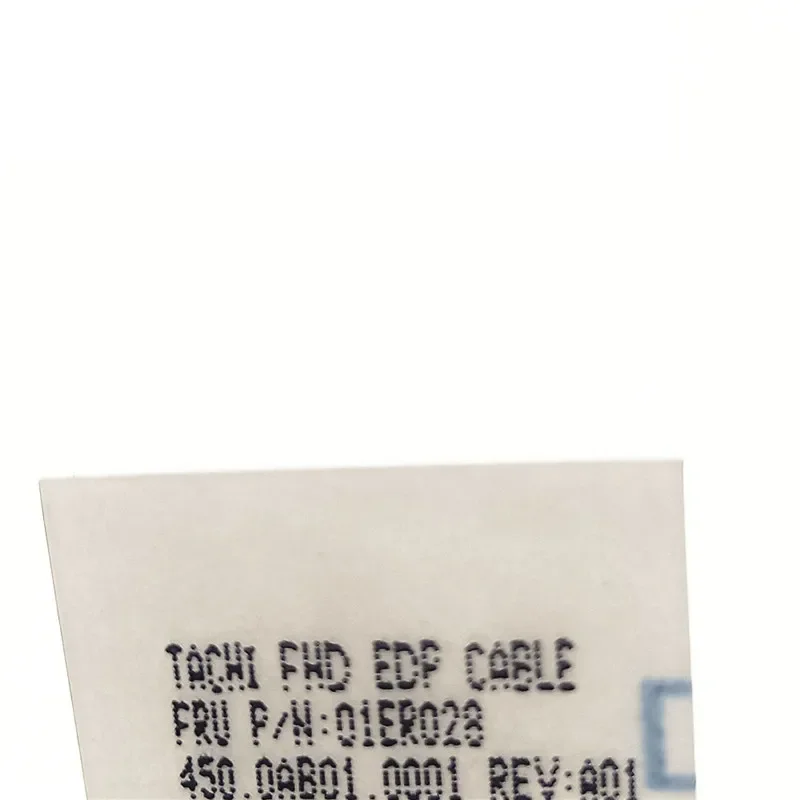 TACHI FHD EDP CABLE
FRU P/N:01ER028
450.0AB01.0001 REV:A01